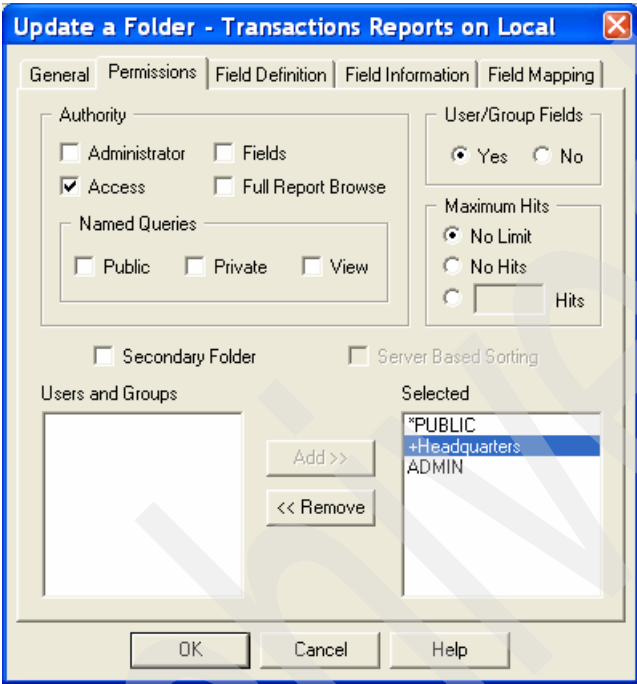 Update a Folder - Transactions Reports on Local
General Permissions Field Definition Field Information Field Mapping
Authority
Administrator Fields
Access Full Report Browse
Named Queries
Public Private View
User/Group Fields
Yes No
Maximum Hits
No Limit
No Hits
Hits
Secondary Folder Server Based Sorting
Users and Groups
Add >>
<< Remove
Selected
*PUBLIC
+Headquarters
ADMIN
OK Cancel Help